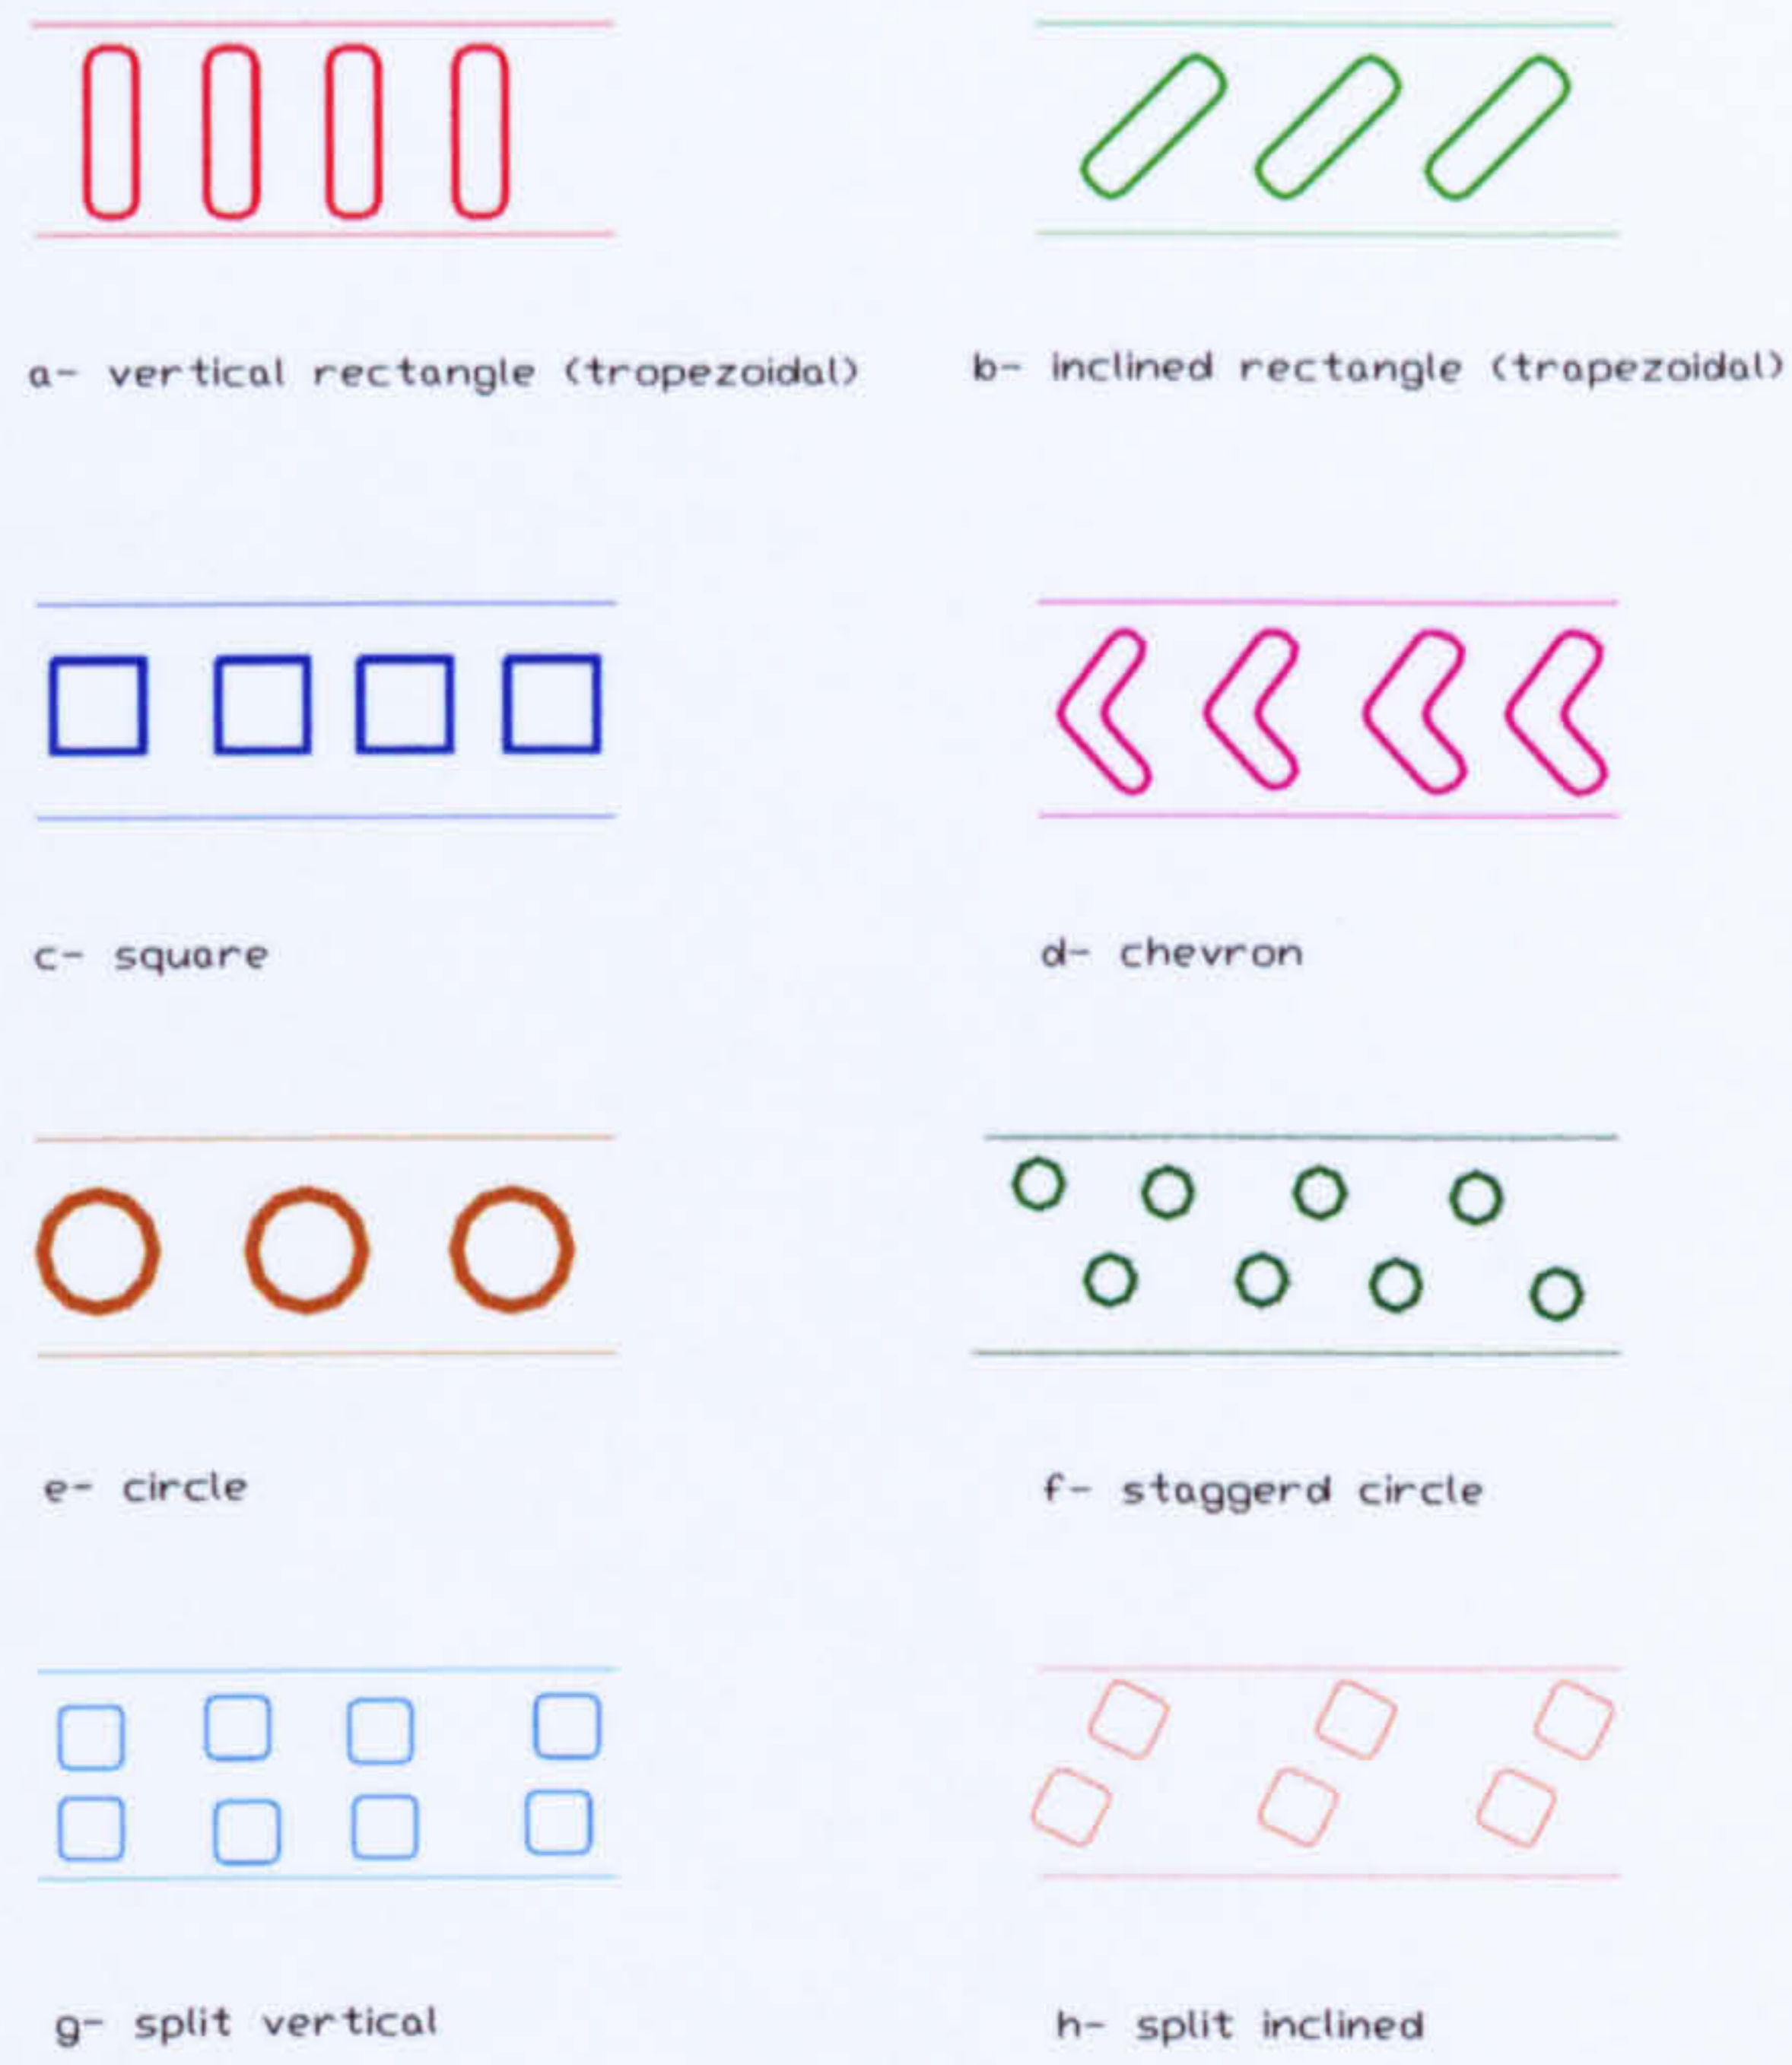 a- vertical rectangle (tropezoidal)
b- inclined rectangle (trapezoidal)
c- square
d- chevron
e- circle
f- staggerd circle
g- split vertical
h- split inclined